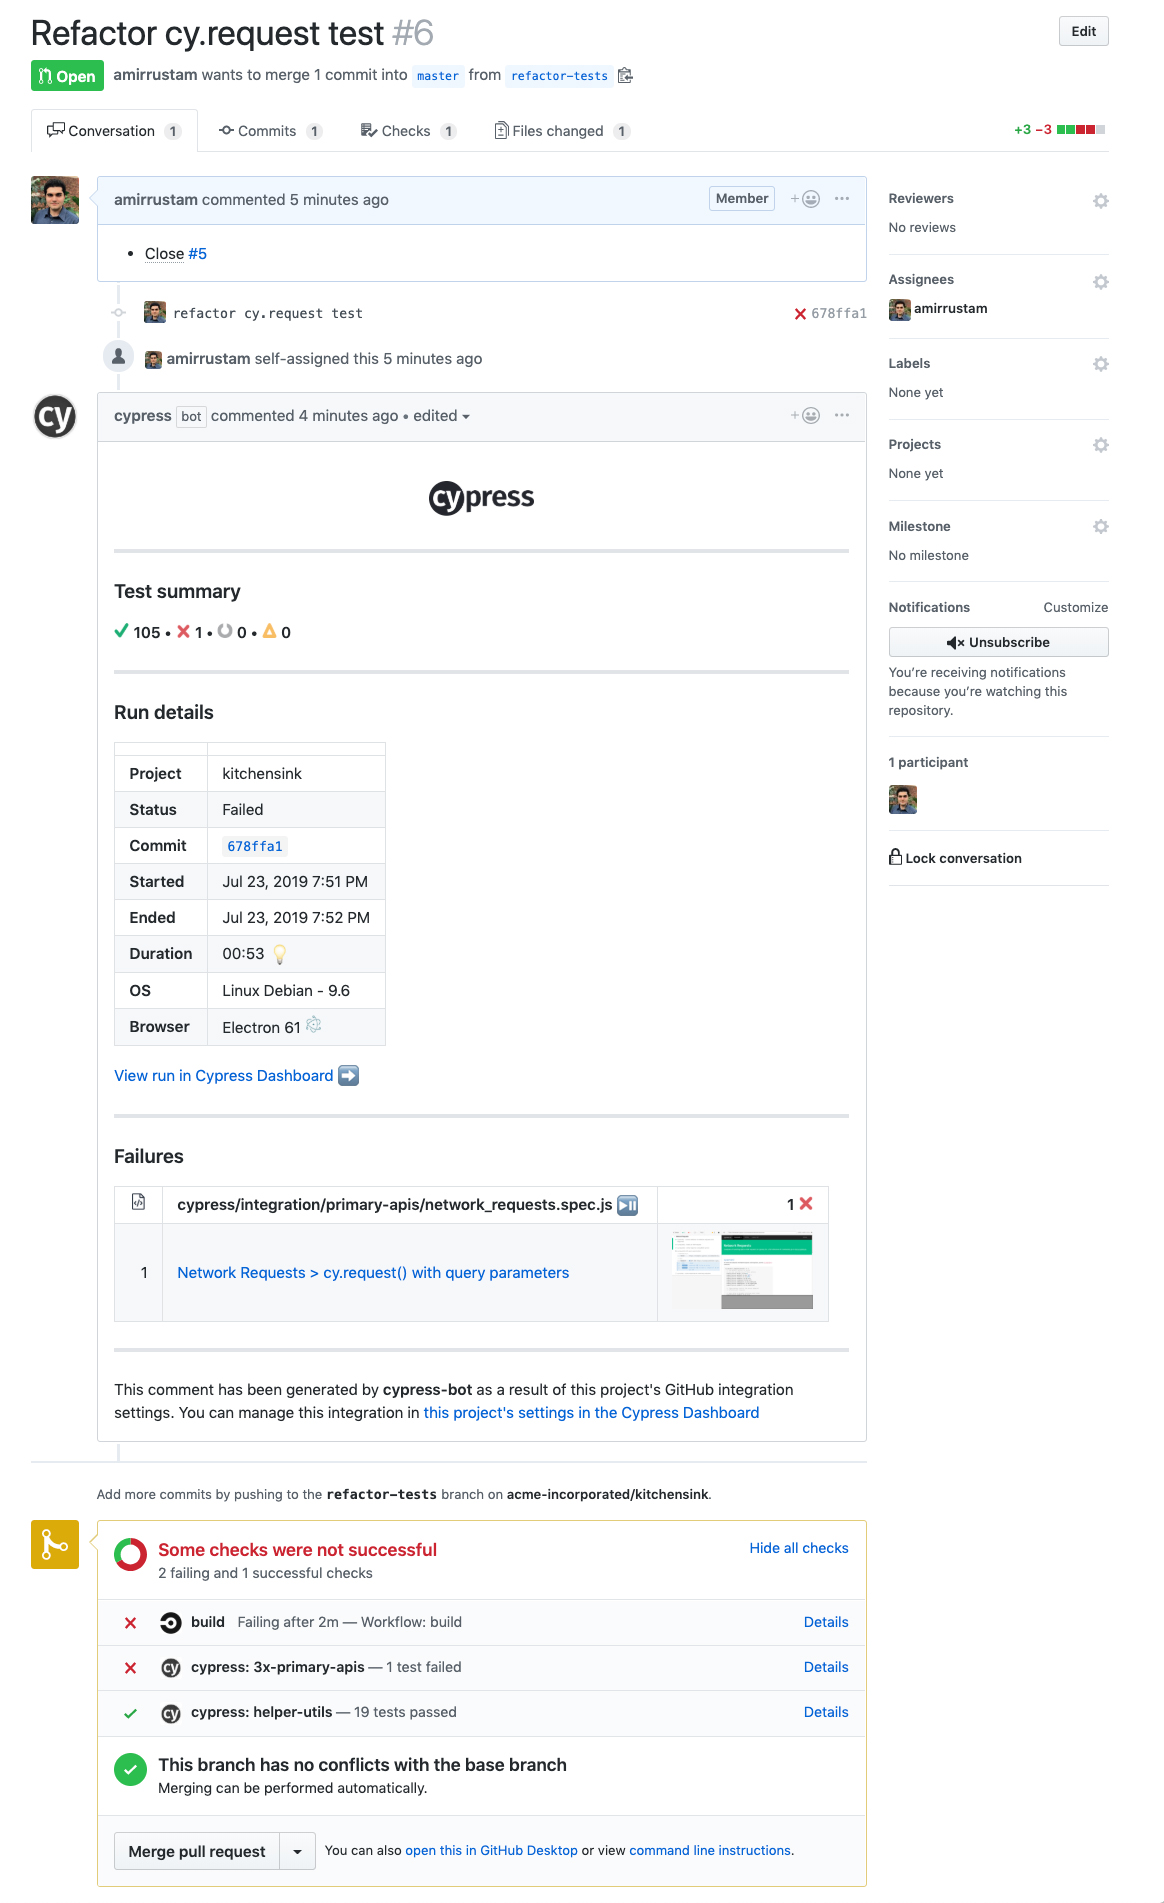 Refactor cy.request test #6
Edit
Open amirrustam wants to merge 1 commit into master from refactor-tests
Conversation 1 Commits 1 Checks 1 Files changed 1 +3 −3
amirrustam commented 5 minutes ago Member
• Close #5
refactor cy.request test 678ffa1
amirrustam self-assigned this 5 minutes ago
cy
cypress bot commented 4 minutes ago • edited
cypress
Test summary
105 • 1 • 0 • 0
Run details
Project kitchensink
Status Failed
Commit 678ffa1
Started Jul 23, 2019 7:51 PM
Ended Jul 23, 2019 7:52 PM
Duration 00:53
OS Linux Debian - 9.6
Browser Electron 61
View run in Cypress Dashboard
Failures
cypress/integration/primary-apis/network_requests.spec.js 1
1 Network Requests > cy.request() with query parameters
This comment has been generated by cypress-bot as a result of this project's GitHub integration
settings. You can manage this integration in this project's settings in the Cypress Dashboard
Add more commits by pushing to the refactor-tests branch on acme-incorporated/kitchensink.
Some checks were not successful
2 failing and 1 successful checks
Hide all checks
build Failing after 2m — Workflow: build Details
cy cypress: 3x-primary-apis — 1 test failed Details
cy cypress: helper-utils — 19 tests passed Details
This branch has no conflicts with the base branch
Merging can be performed automatically.
Merge pull request You can also open this in GitHub Desktop or view command line instructions.
Reviewers
No reviews
Assignees
amirrustam
Labels
None yet
Projects
None yet
Milestone
No milestone
Notifications Customize
Unsubscribe
You're receiving notifications
because you're watching this
repository.
1 participant
Lock conversation